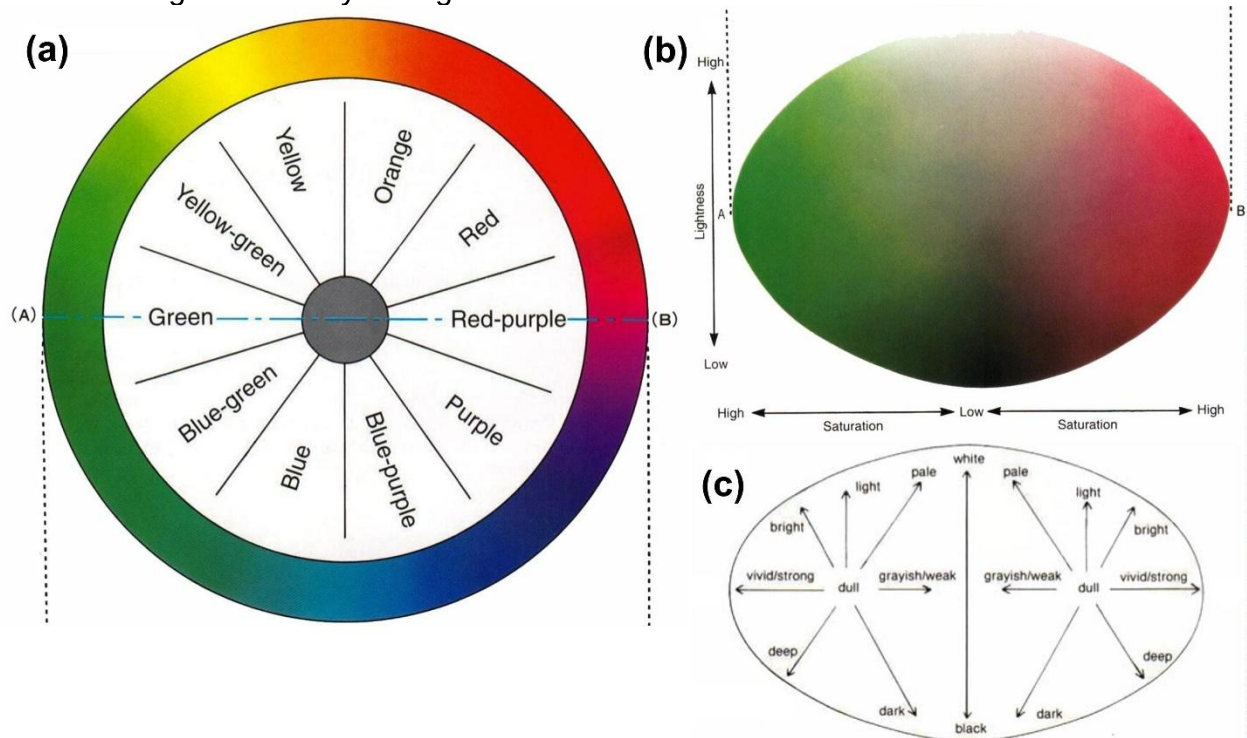 (a)
Yellow
Orange
Yellow-green
Red
(A)
Green
Red-purple
(B)
Blue-green
Purple
Blue
Blue-purple
(b)
High
Lightness
A
B
Low
High
Low
High
Saturation
Saturation
(c)
white
pale
pale
light
light
bright
bright
vivid/strong
grayish/weak
grayish/weak
vivid/strong
dull
dull
deep
deep
dark
dark
black